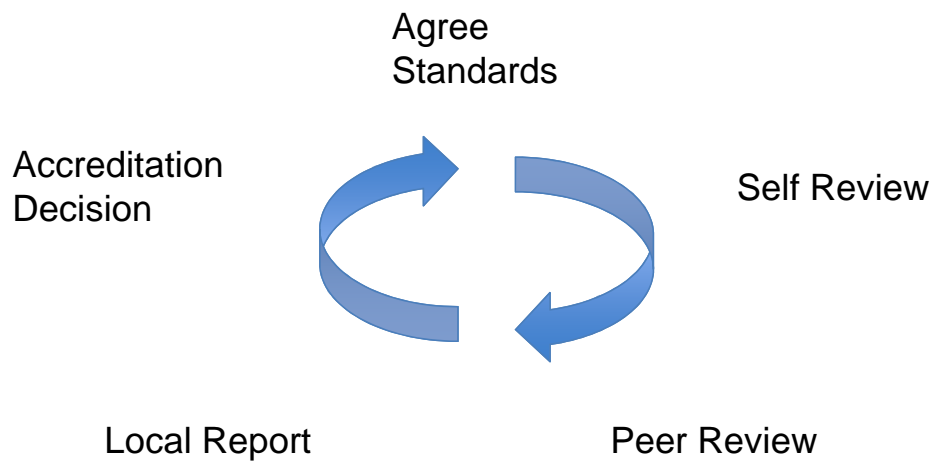 Agree
Standards
Accreditation
Decision
Self Review
Local Report
Peer Review